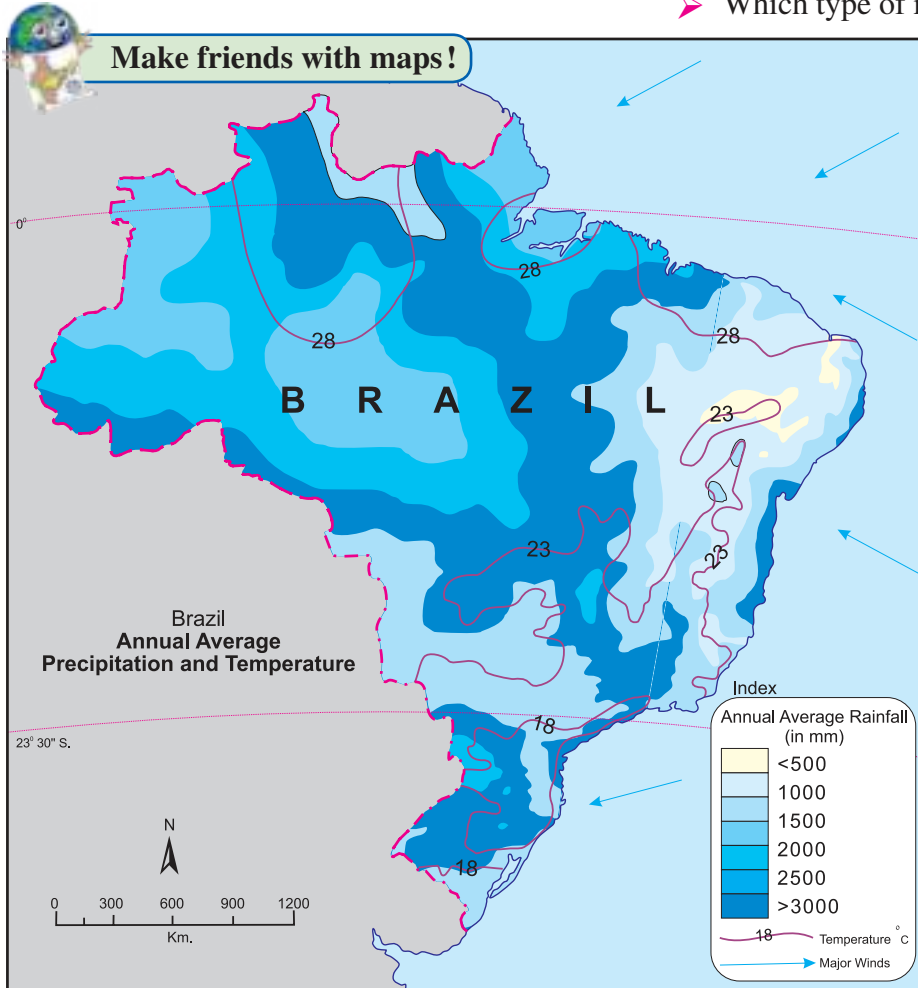 Which type of
Make friends with maps!
0°
28
28
28
B R A Z I L
23
23
23
Brazil
Annual Average
Precipitation and Temperature
18
23° 30" S.
18
N
0 300 600 900 1200
Km.
Index
Annual Average Rainfall
(in mm)
<500
1000
1500
2000
2500
>3000
18 Temperature °C
Major Winds